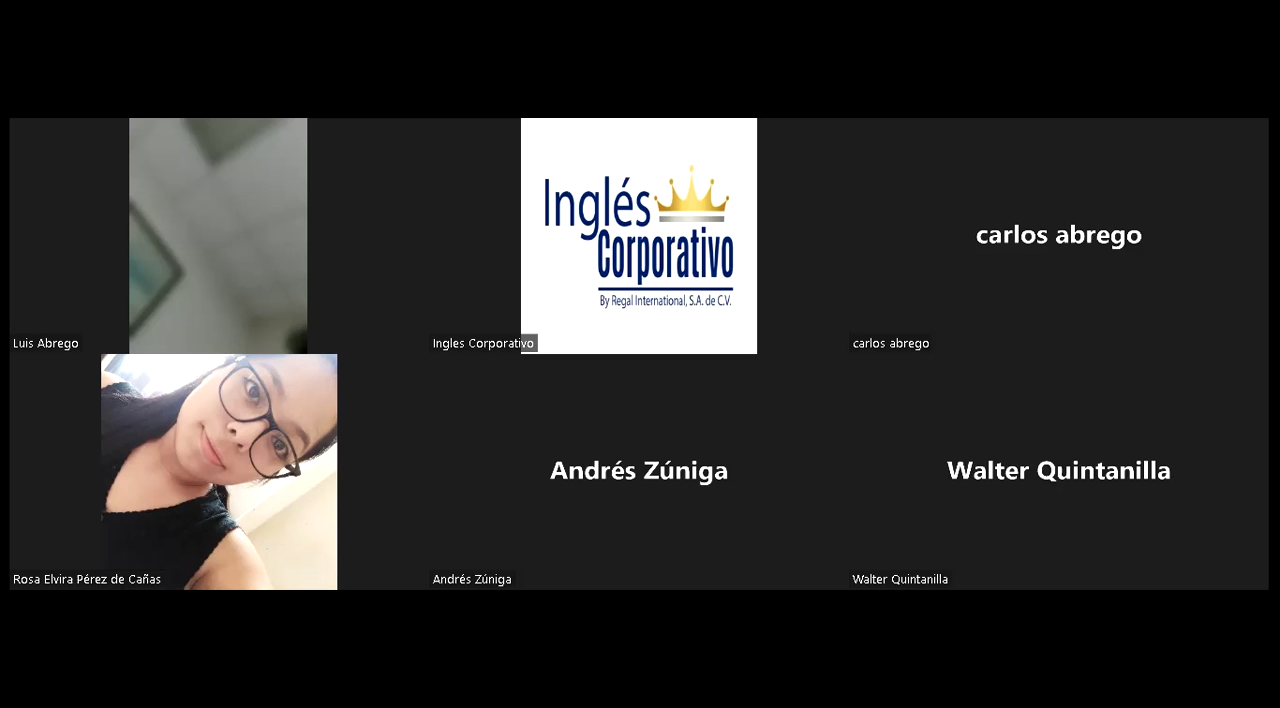 Inglés
Corporativo
By Regal International, S.A. de C.V.
carlos abrego
Luis Abrego
Ingles Corporativo
carlos abrego
Andrés Zúniga
Walter Quintanilla
Rosa Elvira Pérez de Cañas
Andrés Zúniga
Walter Quintanilla